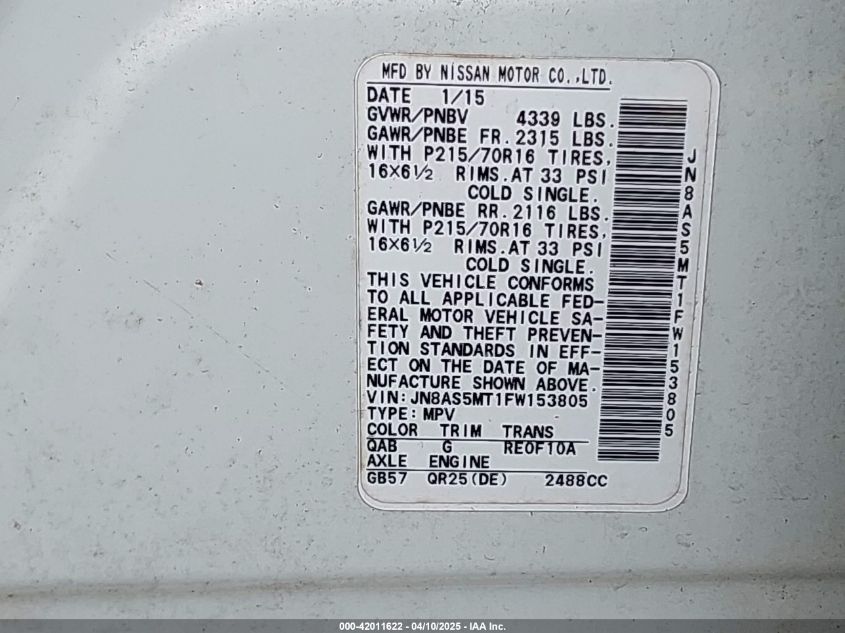 MFD BY NISSAN MOTOR CO.,LTD.
DATE 1/15
GVWR/PNBV 4339 LBS.
GAWR/PNBE FR. 2315 LBS.
WITH P215/70R16 TIRES,
16×6½ RIMS. AT 33 PSI
COLD SINGLE.
GAWR/PNBE RR. 2116 LBS.
WITH P215/70R16 TIRES,
16×6½ RIMS. AT 33 PSI
COLD SINGLE.
THIS VEHICLE CONFORMS
TO ALL APPLICABLE FED-
ERAL MOTOR VEHICLE SA-
FETY AND THEFT PREVEN-
TION STANDARDS IN EFF-
ECT ON THE DATE OF MA-
NUFACTURE SHOWN ABOVE.
VIN: JN8AS5MT1FW153805
TYPE: MPV
COLOR TRIM TRANS
QAB G RE0F10A
AXLE ENGINE
GB57 QR25(DE) 2488CC
JN8AS5MT1FW153805
000-42011622 - 04/10/2025 - IAA Inc.